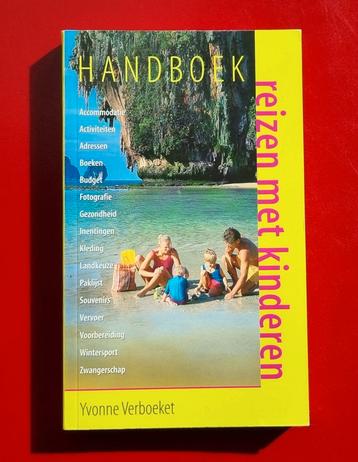 HANDBOEK
reizen met kinderen
Accommodatie
Activiteiten
Adressen
Boeken
Budget
Fotografie
Gezondheid
Inentingen
Kleding
Landkeuze
Paklijst
Souvenirs
Vervoer
Voorbereiding
Wintersport
Zwangerschap
Yvonne Verboeket